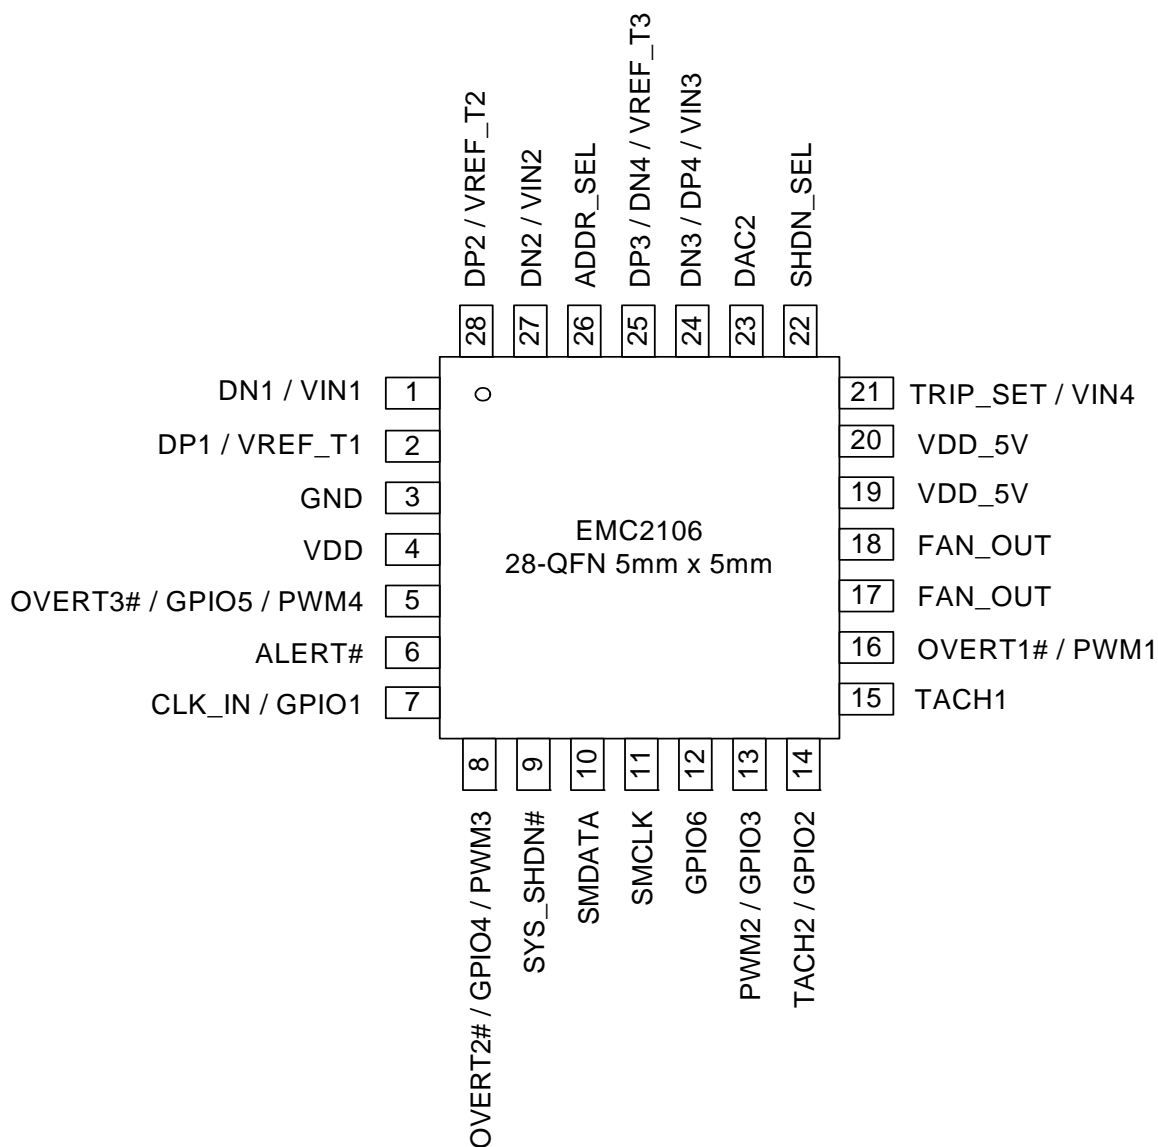 DP2 / VREF_T2
DN2 / VIN2
ADDR_SEL
DP3 / DN4 / VREF_T3
DN3 / DP4 / VIN3
DAC2
SHDN_SEL
28
27
26
25
24
23
22
DN1 / VIN1
1
DP1 / VREF_T1
2
GND
3
VDD
4
OVERT3# / GPIO5 / PWM4
5
ALERT#
6
CLK_IN / GPIO1
7
EMC2106
28-QFN 5mm x 5mm
21
TRIP_SET / VIN4
20
VDD_5V
19
VDD_5V
18
FAN_OUT
17
FAN_OUT
16
OVERT1# / PWM1
15
TACH1
8
9
10
11
12
13
14
OVERT2# / GPIO4 / PWM3
SYS_SHDN#
SMDATA
SMCLK
GPIO6
PWM2 / GPIO3
TACH2 / GPIO2